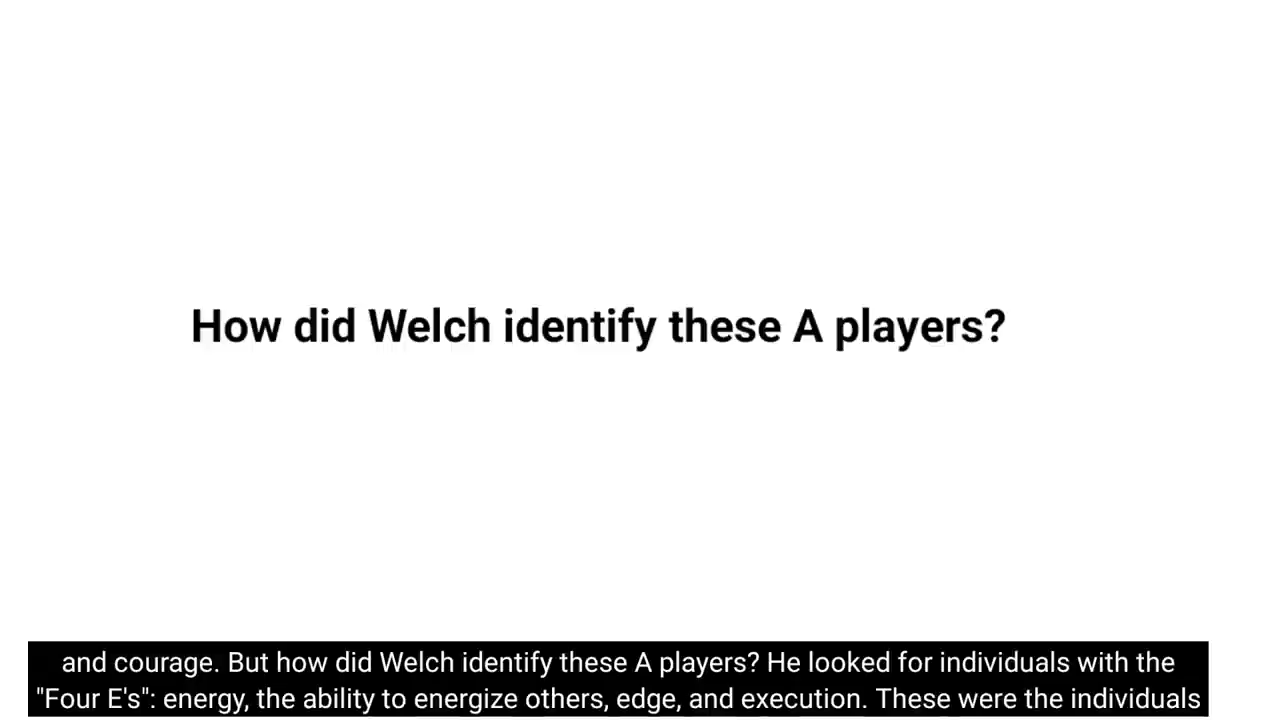 How did Welch identify these A players?
and courage. But how did Welch identify these A players? He looked for individuals with the
"Four E's": energy, the ability to energize others, edge, and execution. These were the individuals